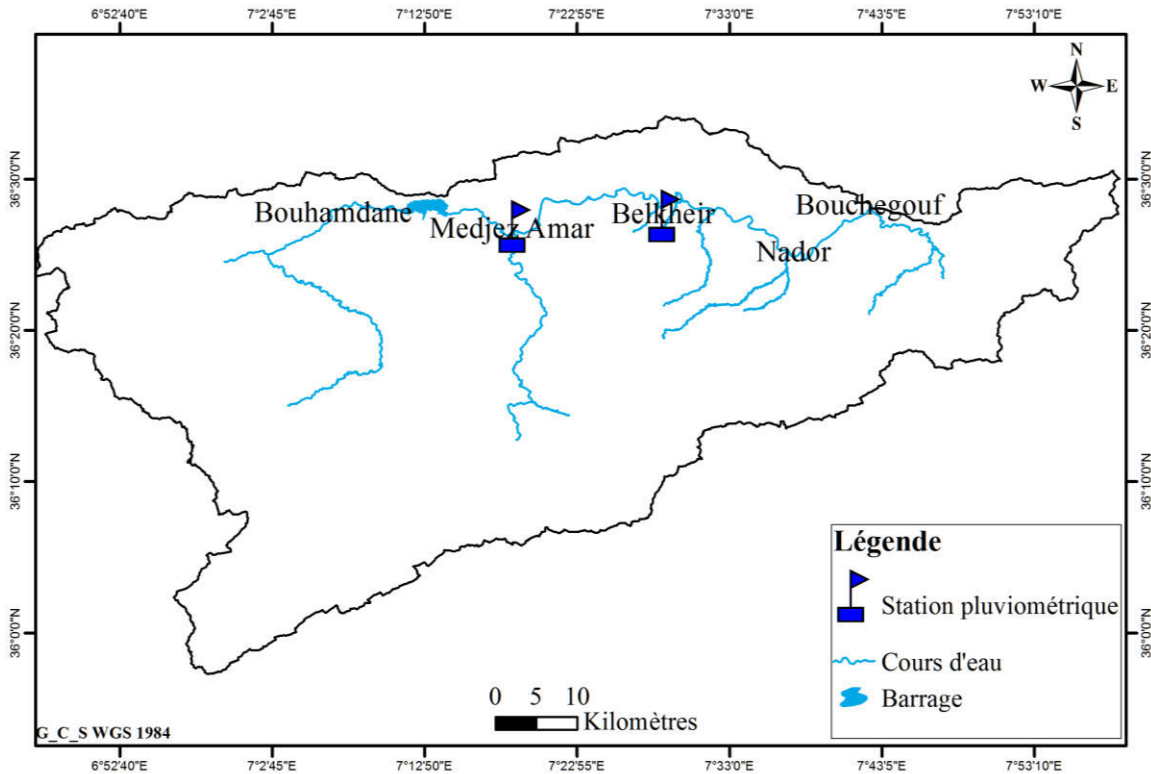 6°52'40"E 7°2'45"E 7°12'50"E 7°22'55"E 7°33'0"E 7°43'5"E 7°53'10"E
N
W E
S
36°30'0"N 36°30'0"N
Bouhamdane
Medjez Amar
Belkheir
Bouchegouf
Nador
36°20'0"N 36°20'0"N
36°10'0"N 36°10'0"N
Légende
Station pluviométrique
Cours d'eau
Barrage
36°0'0"N 36°0'0"N
0 5 10
Kilomètres
G_C_S WGS 1984
6°52'40"E 7°2'45"E 7°12'50"E 7°22'55"E 7°33'0"E 7°43'5"E 7°53'10"E